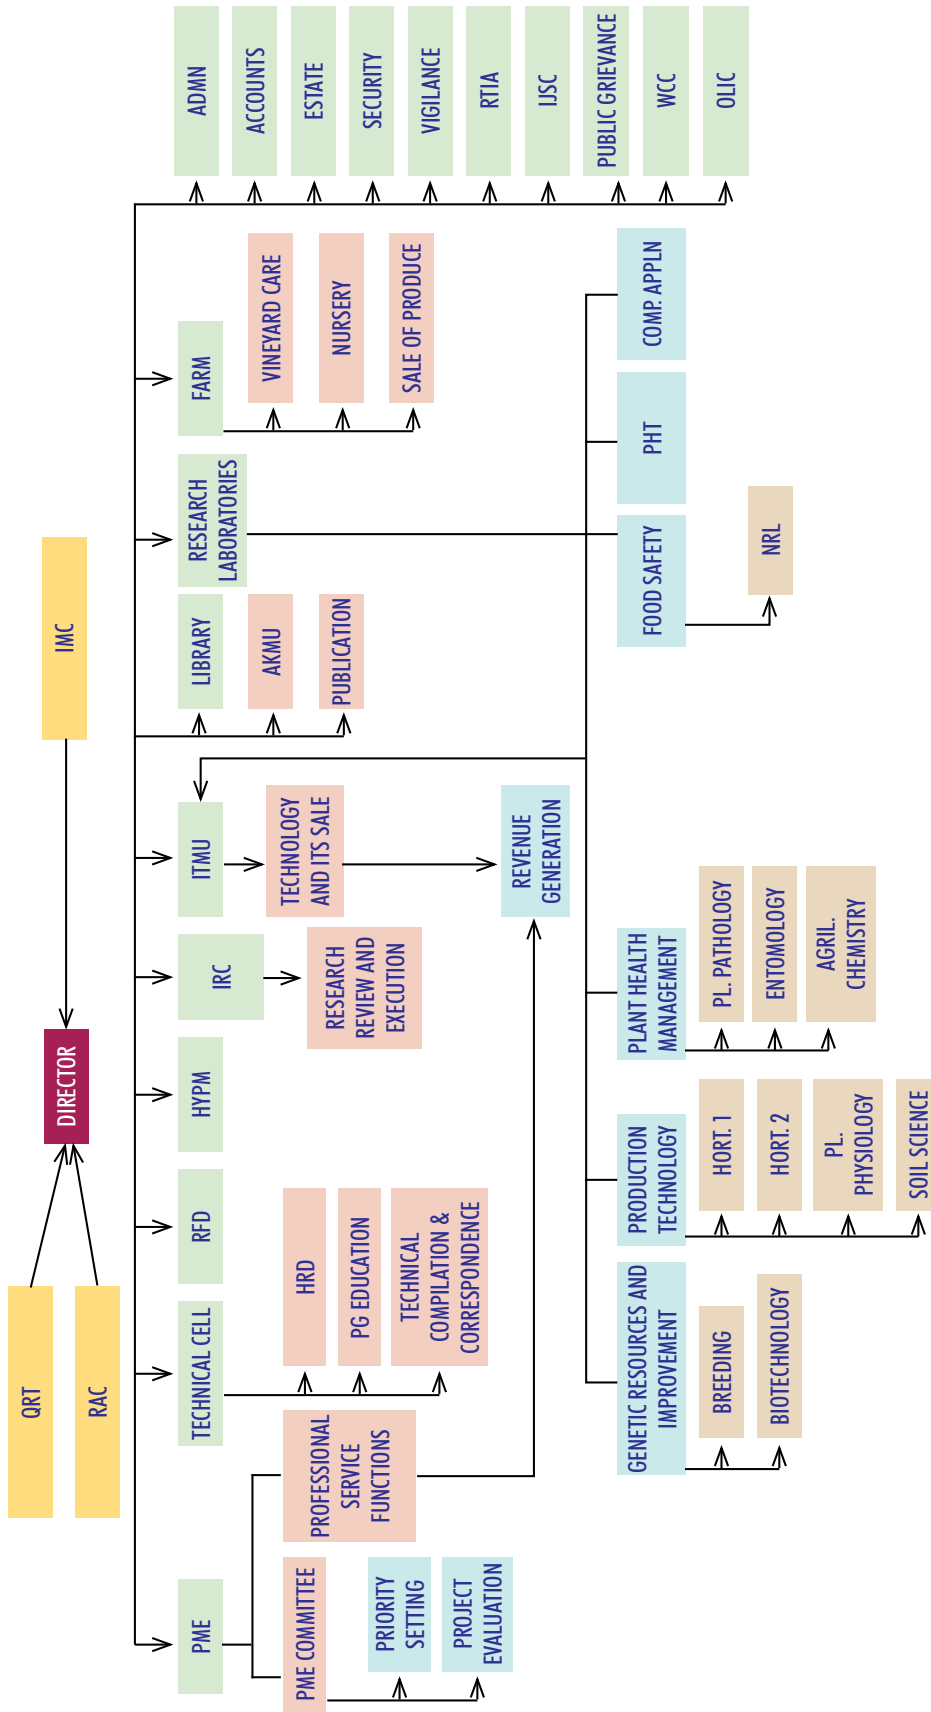 QRT
RAC
DIRECTOR
IMC
PME
TECHNICAL CELL
RFD
HYPM
IRC
ITMU
LIBRARY
AKMU
PUBLICATION
RESEARCH
LABORATORIES
FARM
VINEYARD CARE
NURSERY
SALE OF PRODUCE
ADMN
ACCOUNTS
ESTATE
SECURITY
VIGILANCE
RTIA
IJSC
PUBLIC GRIEVANCE
WCC
OLIC
PME COMMITTEE
PRIORITY
SETTING
PROJECT
EVALUATION
PROFESSIONAL
SERVICE
FUNCTIONS
HRD
PG EDUCATION
TECHNICAL
COMPILATION &
CORRESPONDENCE
RESEARCH
REVIEW AND
EXECUTION
TECHNOLOGY
AND ITS SALE
REVENUE
GENERATION
GENETIC RESOURCES AND
IMPROVEMENT
BREEDING
BIOTECHNOLOGY
PRODUCTION
TECHNOLOGY
HORT. 1
HORT. 2
PL.
PHYSIOLOGY
SOIL SCIENCE
PLANT HEALTH
MANAGEMENT
PL. PATHOLOGY
ENTOMOLOGY
AGRIL.
CHEMISTRY
FOOD SAFETY
NRL
PHT
COMP. APPLN